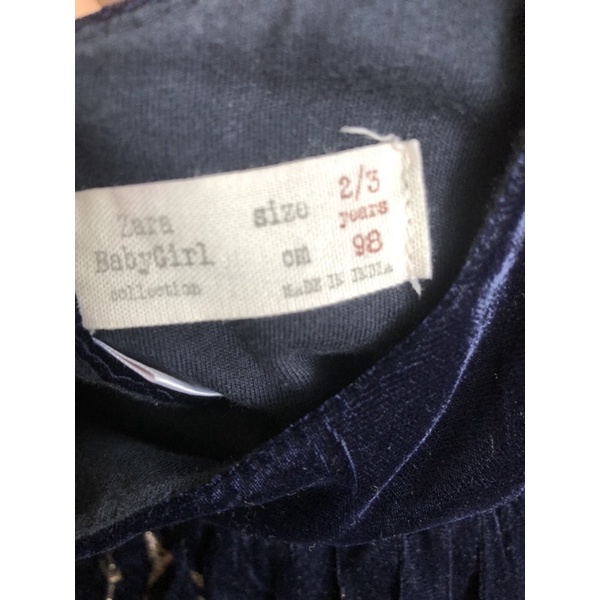 Zara
BabyGirl
collection
size
cm
2/3
years
98
MADE IN INDIA